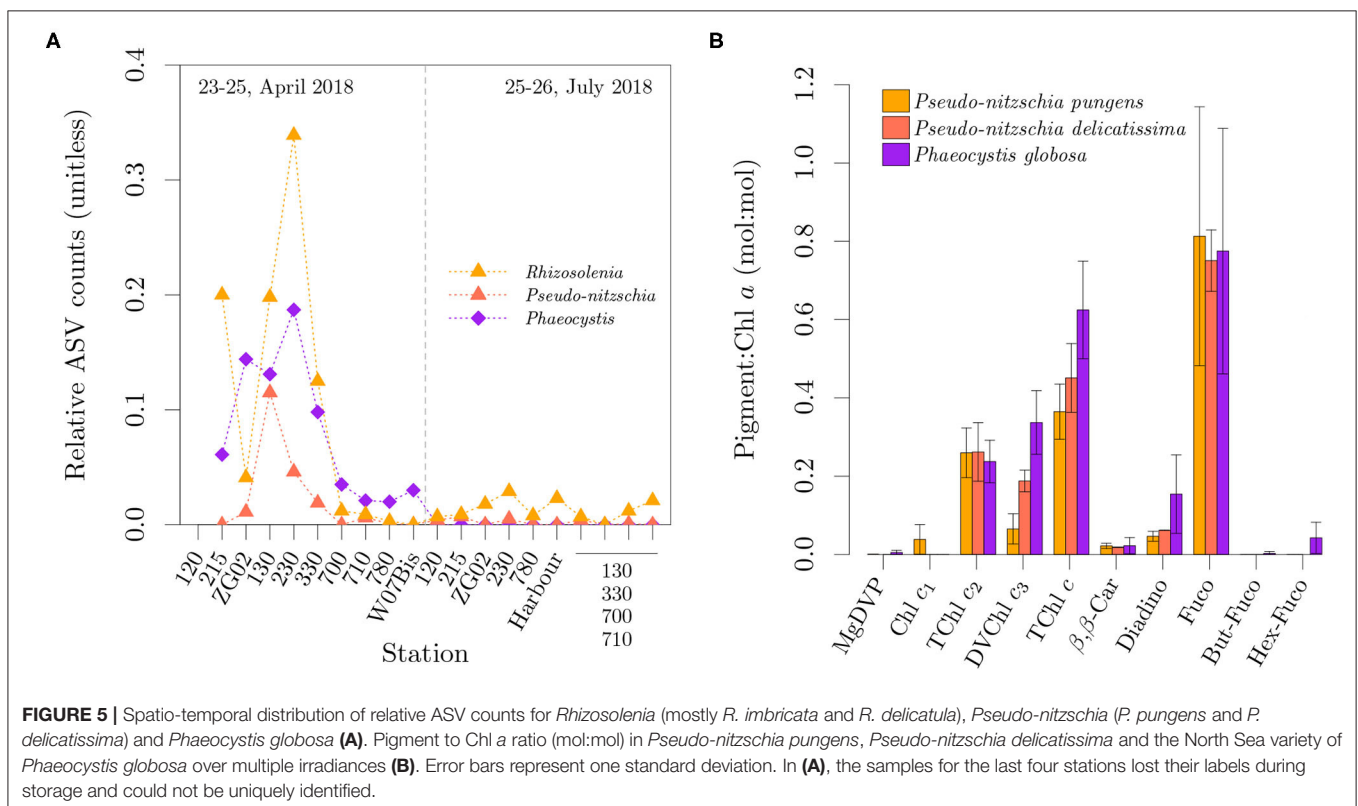 A
Relative ASV counts (unitless)
0.4
0.3
0.2
0.1
0.0
23-25, April 2018
25-26, July 2018
Rhizosolenia
Pseudo-nitzschia
Phaeocystis
120
215
ZG02
130
230
330
700
710
780
W07Bis
120
215
ZG02
230
780
Harbour
130
330
700
710
Station
B
Pigment:Chl a (mol:mol)
1.2
1.0
0.8
0.6
0.4
0.2
0.0
Pseudo-nitzschia pungens
Pseudo-nitzschia delicatissima
Phaeocystis globosa
MgDVP
Chl c₁
TChl c₂
DVChl c₃
TChl c
β,β-Car
Diadino
Fuco
But-Fuco
Hex-Fuco
FIGURE 5 | Spatio-temporal distribution of relative ASV counts for Rhizosolenia (mostly R. imbricata and R. delicatula), Pseudo-nitzschia (P. pungens and P.
delicatissima) and Phaeocystis globosa (A). Pigment to Chl a ratio (mol:mol) in Pseudo-nitzschia pungens, Pseudo-nitzschia delicatissima and the North Sea variety of
Phaeocystis globosa over multiple irradiances (B). Error bars represent one standard deviation. In (A), the samples for the last four stations lost their labels during
storage and could not be uniquely identified.